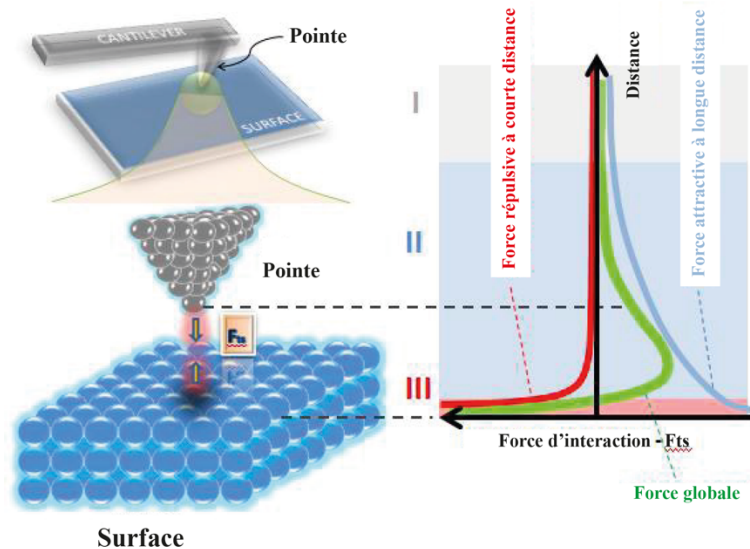 CANTILEVER
Pointe
SURFACE
Pointe
Fts
Surface
I
II
III
Force répulsive à courte distance
Distance
Force attractive à longue distance
Force d'interaction - Fts
Force globale